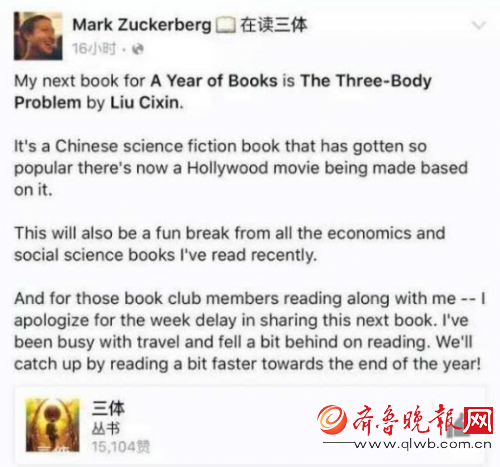 Mark Zuckerberg 在读三体
16小时 ·
My next book for A Year of Books is The Three-Body
Problem by Liu Cixin.
It's a Chinese science fiction book that has gotten so
popular there's now a Hollywood movie being made based
on it.
This will also be a fun break from all the economics and
social science books I've read recently.
And for those book club members reading along with me -- I
apologize for the week delay in sharing this next book. I've
been busy with travel and fell a bit behind on reading. We'll
catch up by reading a bit faster towards the end of the year!
三体
丛书
15,104赞
齐鲁晚报网
www.qlwb.com.cn